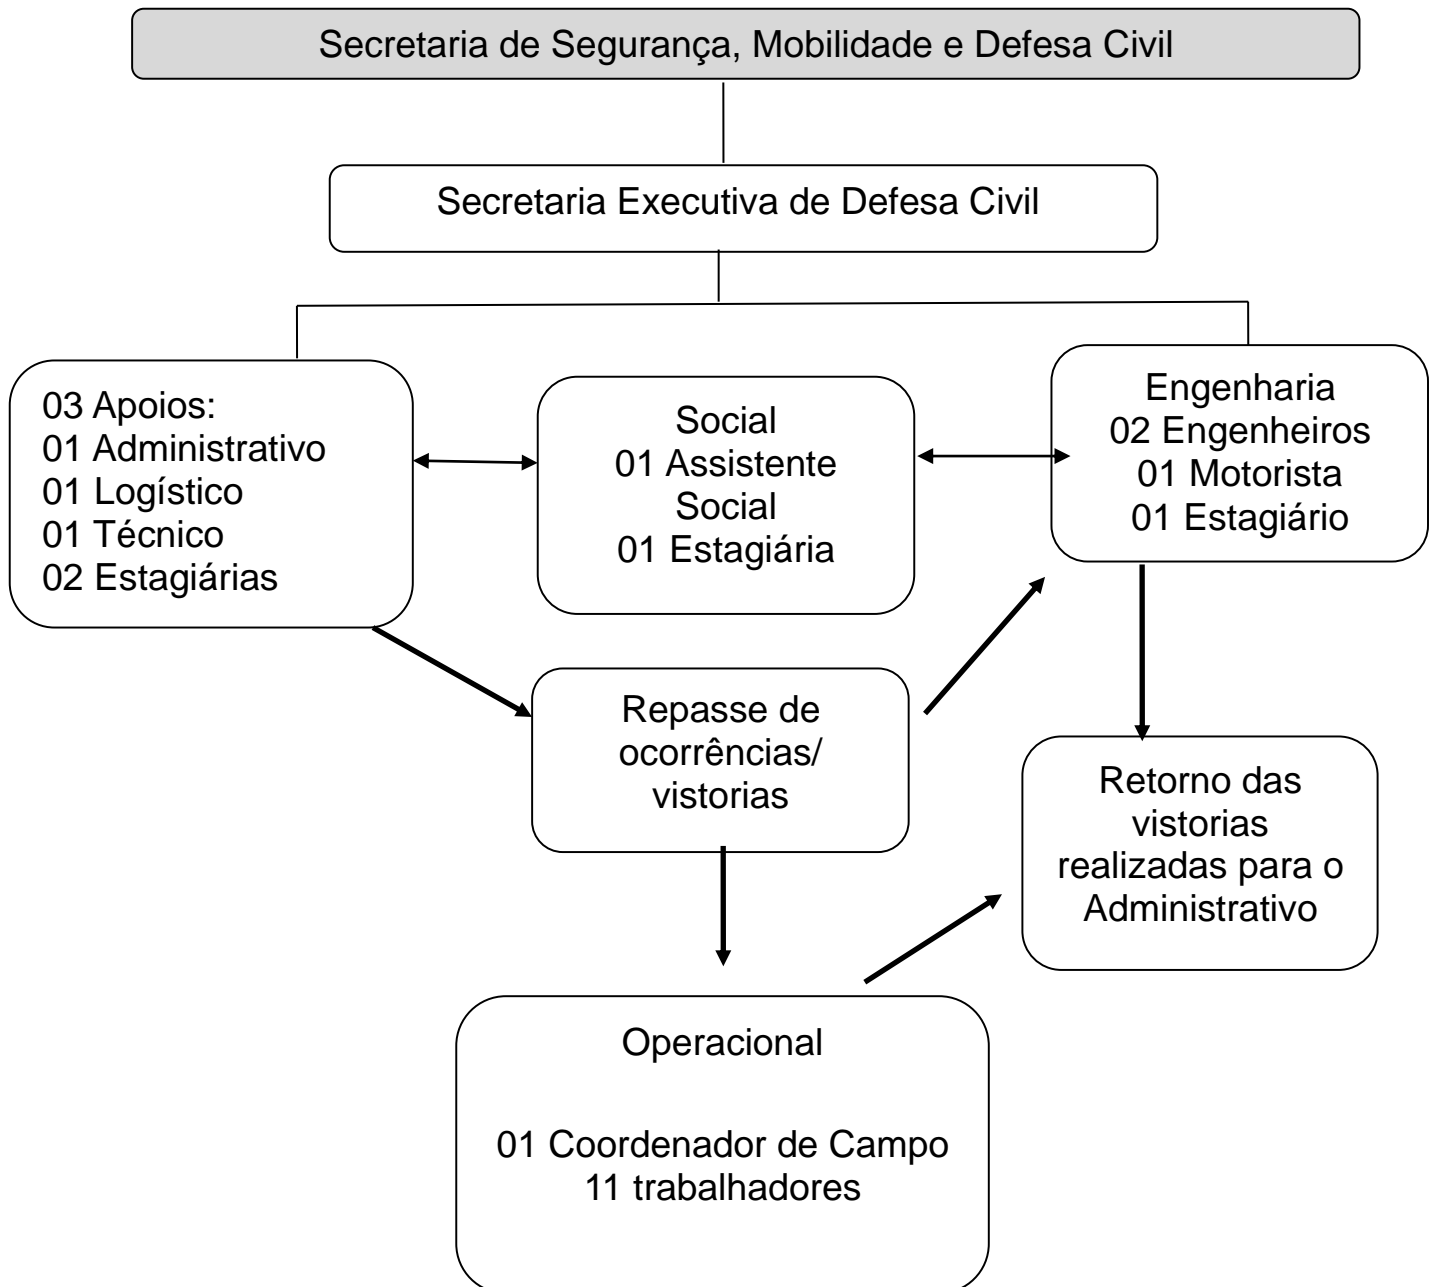 Secretaria de Segurança, Mobilidade e Defesa Civil
Secretaria Executiva de Defesa Civil
03 Apoios:
01 Administrativo
01 Logístico
01 Técnico
02 Estagiárias
Social
01 Assistente
Social
01 Estagiária
Engenharia
02 Engenheiros
01 Motorista
01 Estagiário
Repasse de
ocorrências/
vistorias
Retorno das
vistorias
realizadas para o
Administrativo
Operacional
01 Coordenador de Campo
11 trabalhadores